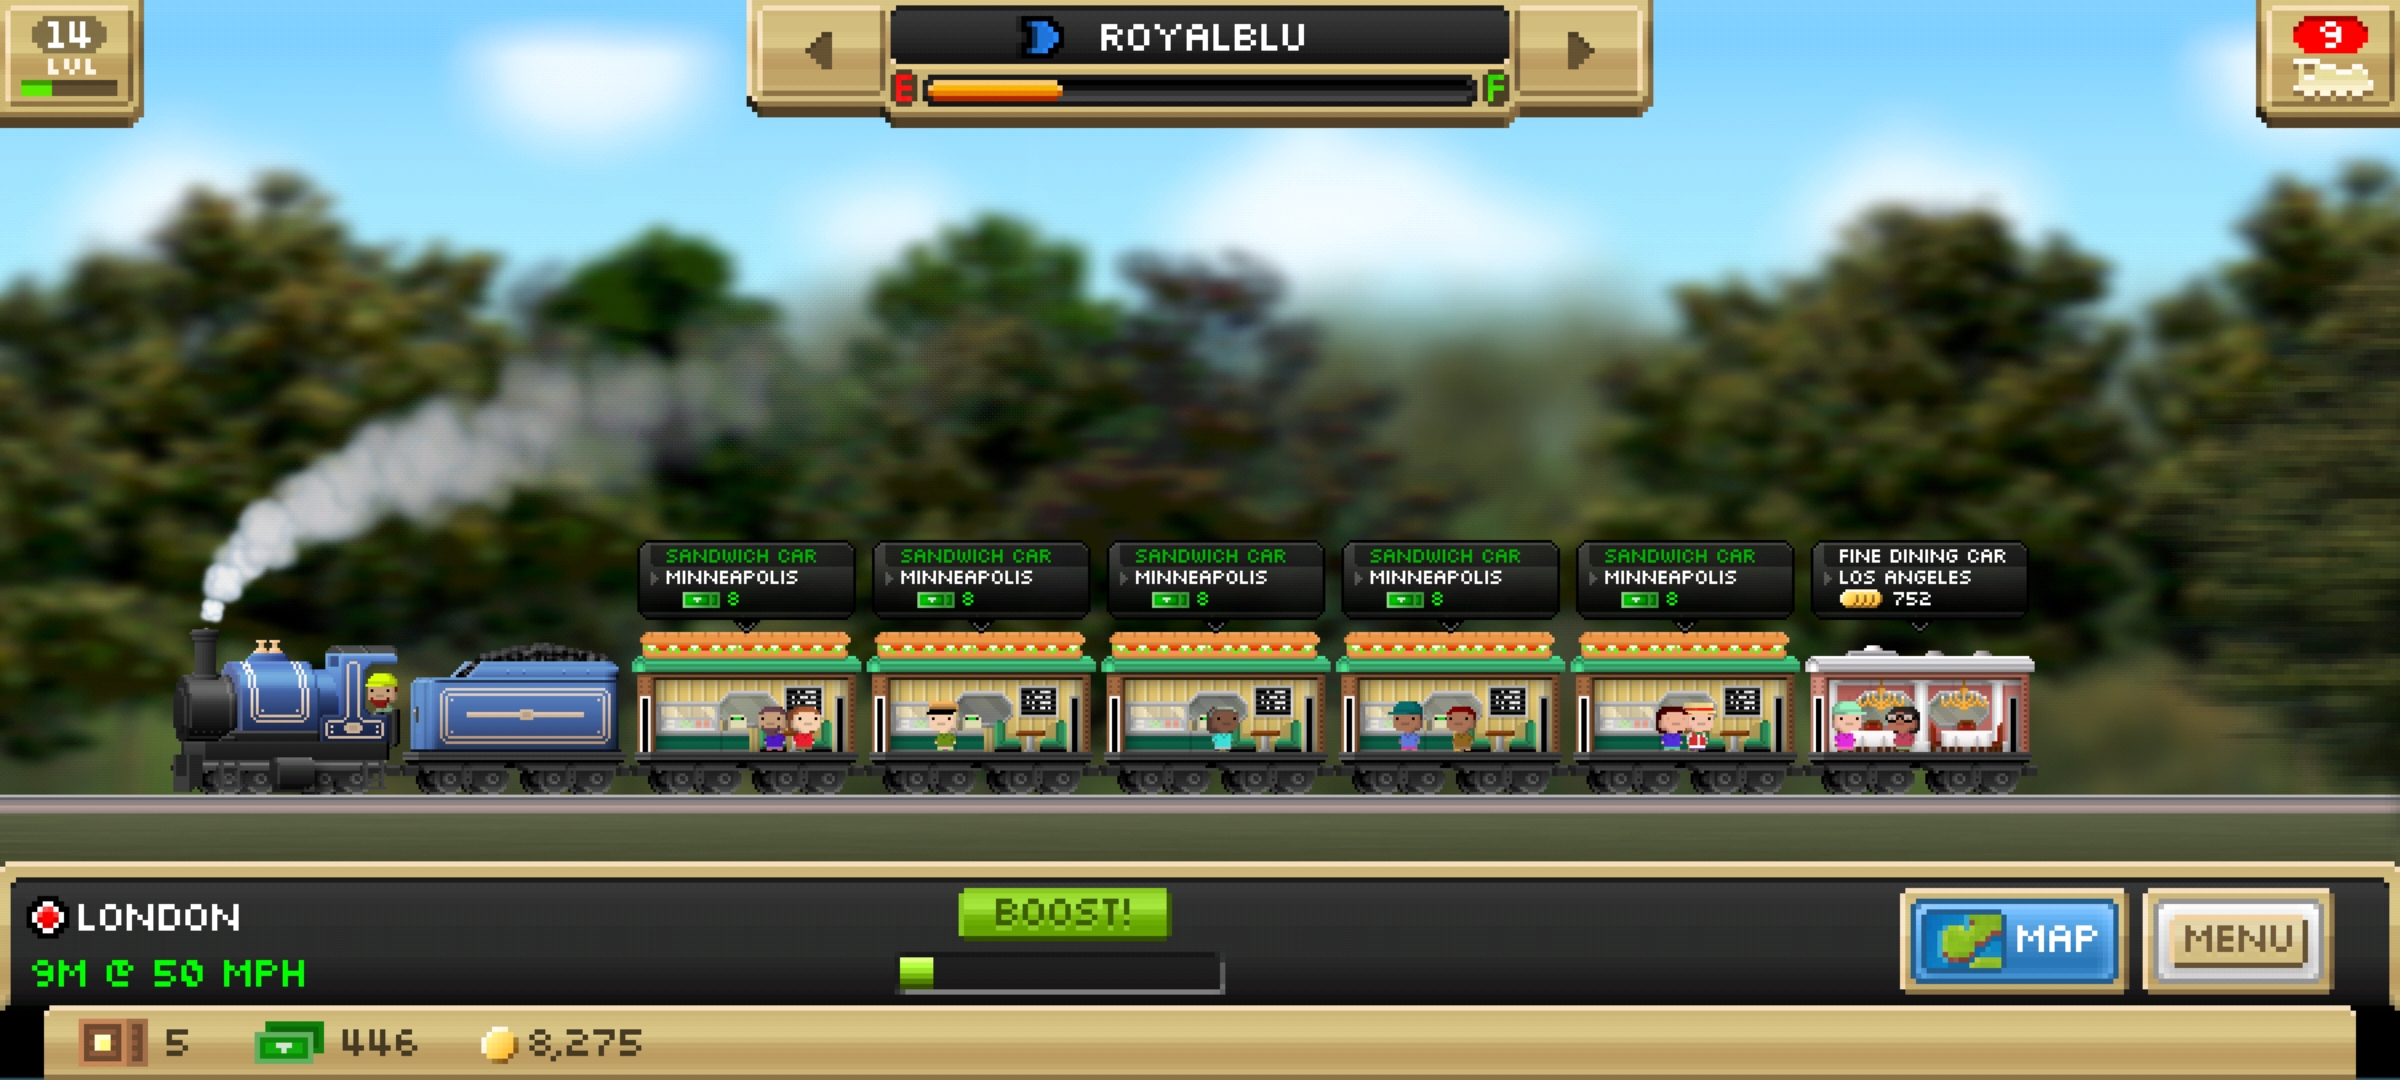 14
LVL
ROYALBLU
E F
9
SANDWICH CAR
MINNEAPOLIS
8
SANDWICH CAR
MINNEAPOLIS
8
SANDWICH CAR
MINNEAPOLIS
8
SANDWICH CAR
MINNEAPOLIS
8
SANDWICH CAR
MINNEAPOLIS
8
FINE DINING CAR
LOS ANGELES
752
LONDON
9M @ 50 MPH
BOOST!
MAP
MENU
5 446 8,275